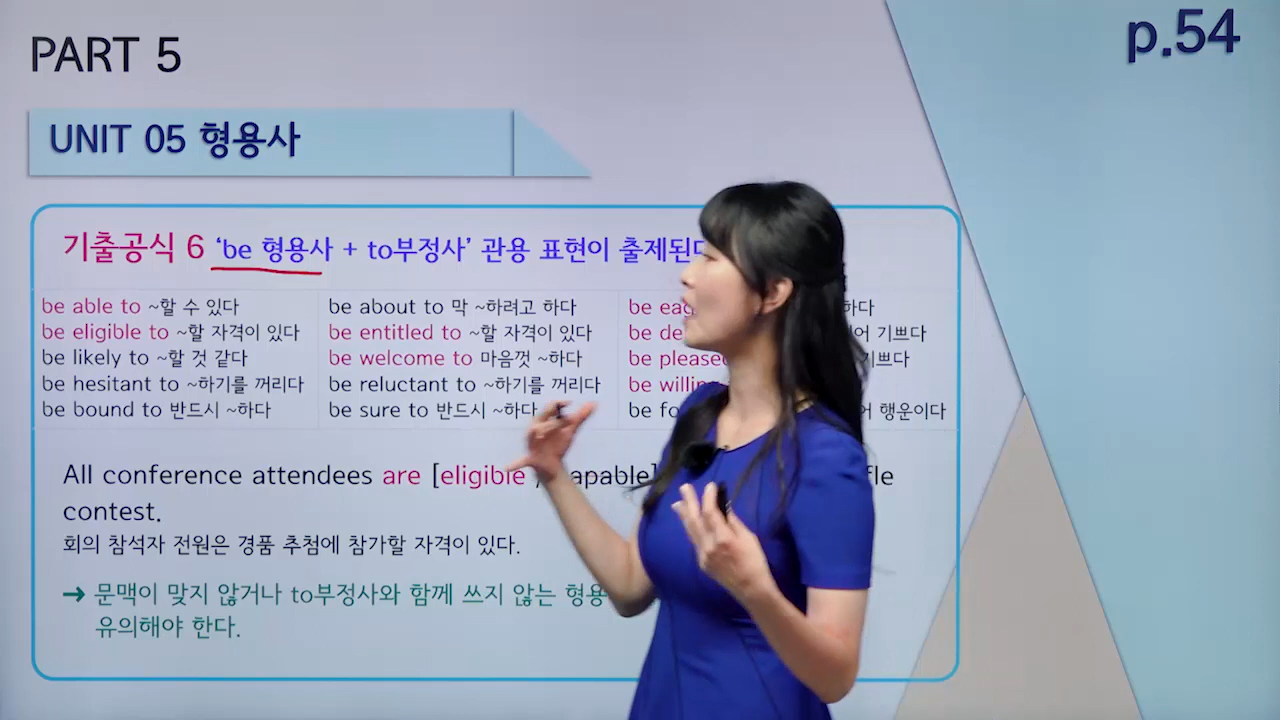 PART 5
p.54
UNIT 05 형용사
기출공식 6 ‘be 형용사 + to부정사’ 관용 표현이 출제된다
be able to ~할 수 있다
be about to 막 ~하려고 하다
하다
be eligible to ~할 자격이 있다
be entitled to ~할 자격이 있다
기쁘다
be likely to ~할 것 같다
be welcome to 마음껏 ~하다
be pleased 기쁘다
be hesitant to ~하기를 꺼리다
be reluctant to ~하기를 꺼리다
be
be bound to 반드시 ~하다
be sure to 반드시 ~하다
be 행운이다
All conference attendees are [eligible / capable]
contest.
회의 참석자 전원은 경품 추첨에 참가할 자격이 있다.
➜ 문맥이 맞지 않거나 to부정사와 함께 쓰지 않는
유의해야 한다.